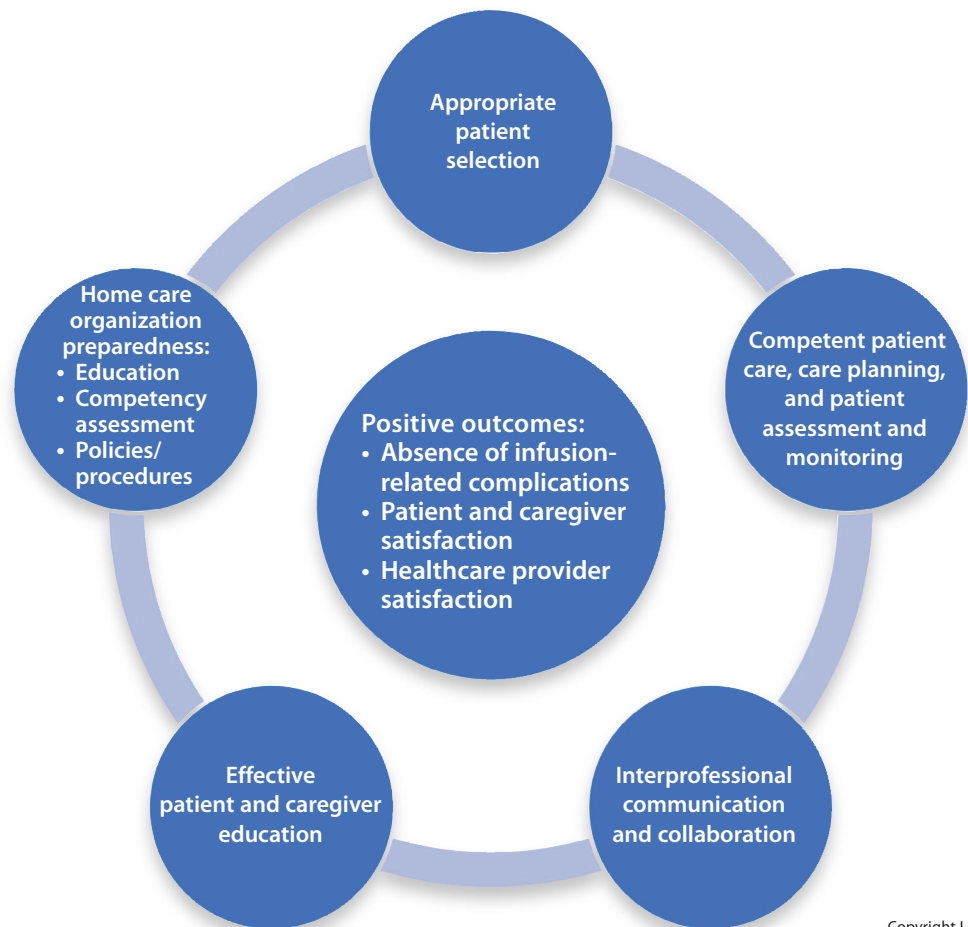 Appropriate
patient
selection
Home care
organization
preparedness:
• Education
• Competency
assessment
• Policies/
procedures
Competent patient
care, care planning,
and patient
assessment and
monitoring
Positive outcomes:
• Absence of infusion-
related complications
• Patient and caregiver
satisfaction
• Healthcare provider
satisfaction
Effective
patient and caregiver
education
Interprofessional
communication
and collaboration
Copyright L